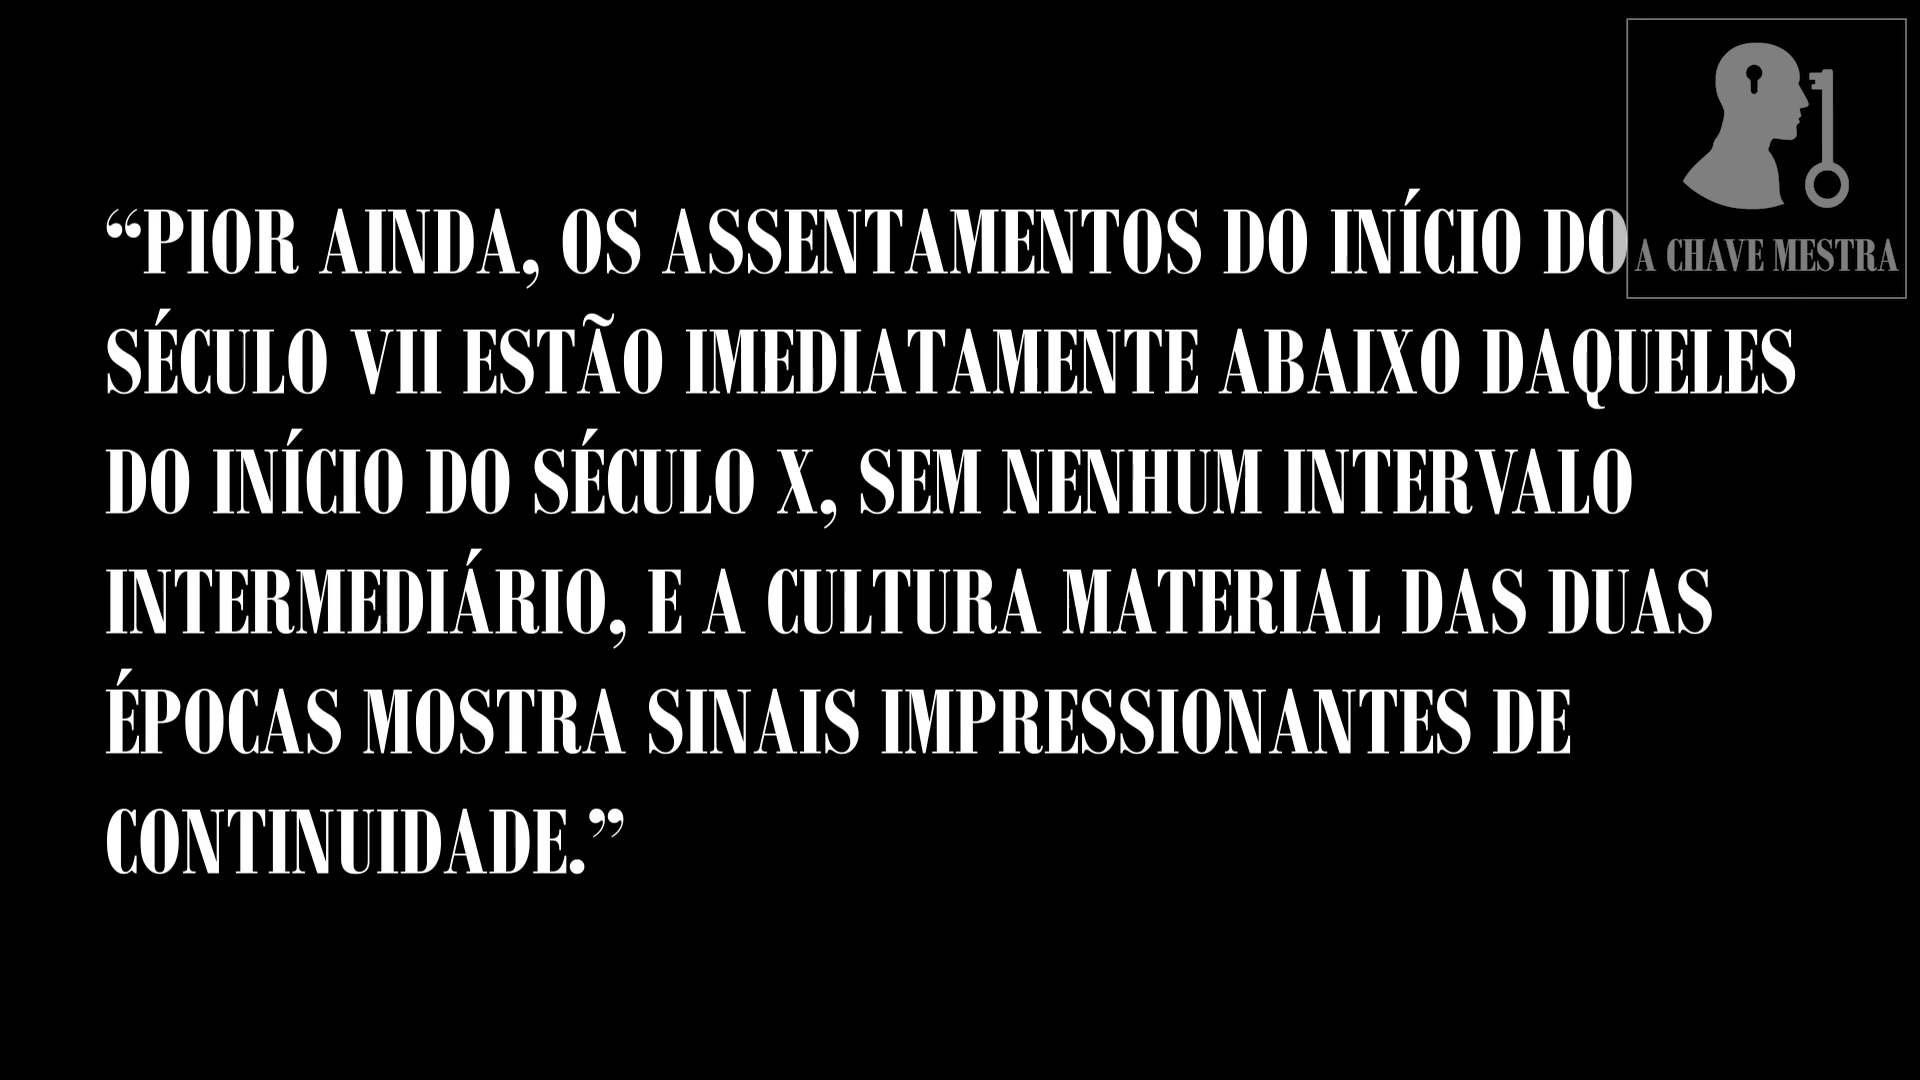 “PIOR AINDA, OS ASSENTAMENTOS DO INÍCIO DO
SÉCULO VII ESTÃO IMEDIATAMENTE ABAIXO DAQUELES
DO INÍCIO DO SÉCULO X, SEM NENHUM INTERVALO
INTERMEDIÁRIO, E A CULTURA MATERIAL DAS DUAS
ÉPOCAS MOSTRA SINAIS IMPRESSIONANTES DE
CONTINUIDADE.”
A CHAVE MESTRA